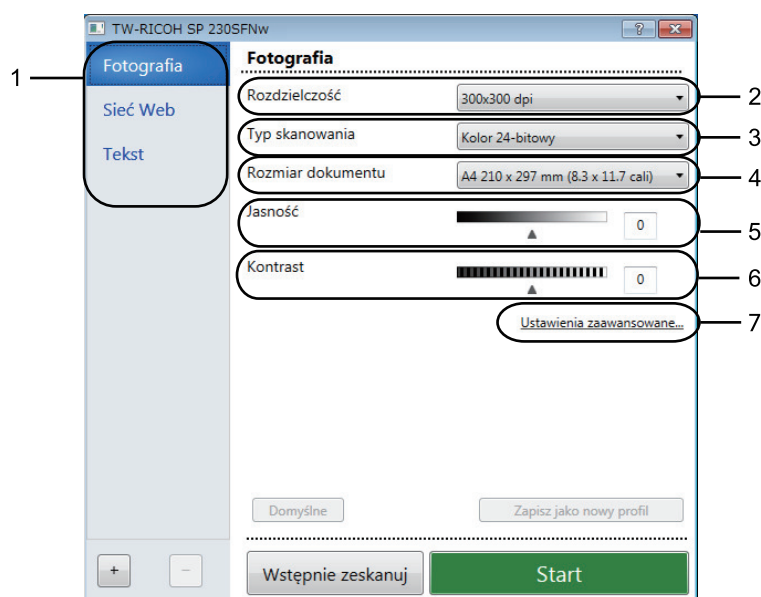 TW-RICOH SP 230SFNw
?
1
Fotografia
Sieć Web
Tekst
Fotografia
Rozdzielczość 300x300 dpi 2
Typ skanowania Kolor 24-bitowy 3
Rozmiar dokumentu A4 210 x 297 mm (8.3 x 11.7 cali) 4
Jasność 0 5
Kontrast 0 6
Ustawienia zaawansowane... 7
Domyślne Zapisz jako nowy profil
+ − Wstępnie zeskanuj Start